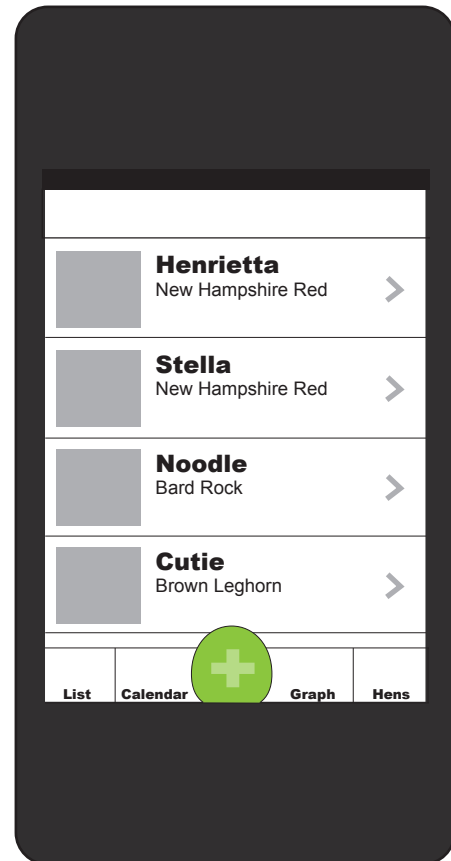 Henrietta
New Hampshire Red
Stella
New Hampshire Red
Noodle
Bard Rock
Cutie
Brown Leghorn
List Calendar Graph Hens